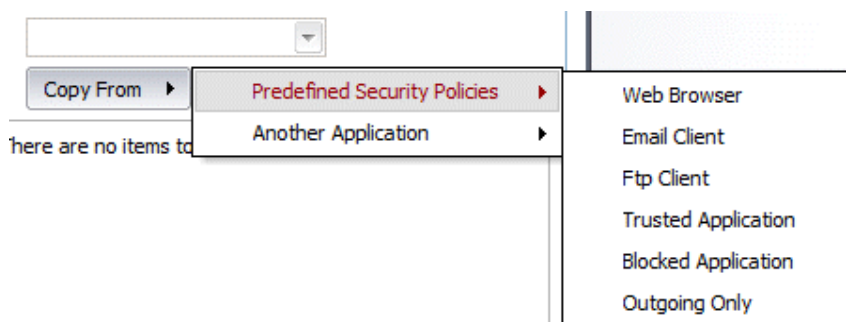 Copy From
Predefined Security Policies
Another Application
here are no items to
Web Browser
Email Client
Ftp Client
Trusted Application
Blocked Application
Outgoing Only